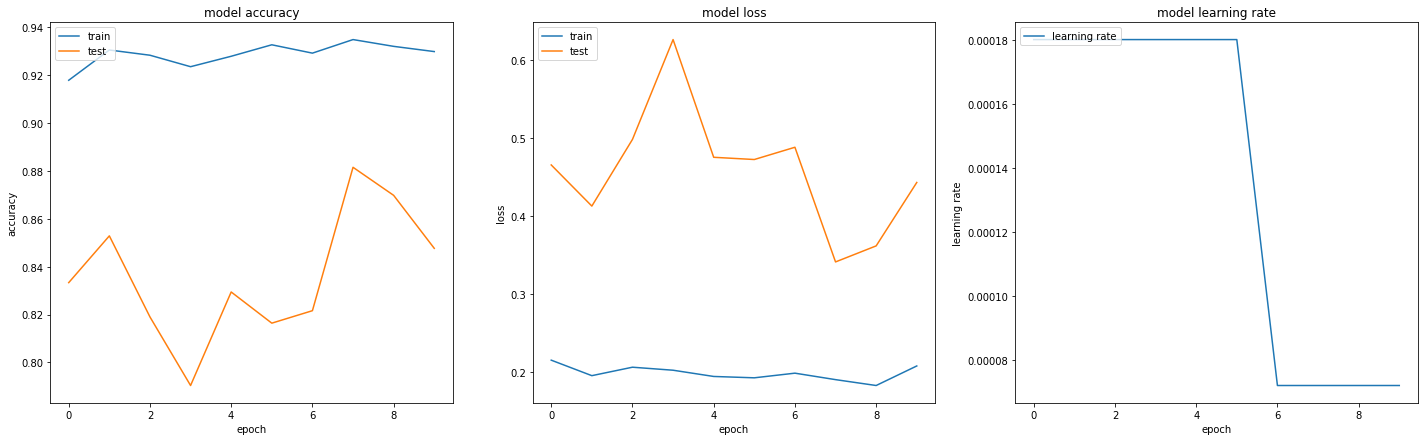 model accuracy
train
test
0.94
0.92
0.90
0.88
0.86
0.84
0.82
0.80
accuracy
0 2 4 6 8
epoch
model loss
train
test
0.6
0.5
0.4
0.3
0.2
loss
0 2 4 6 8
epoch
model learning rate
learning rate
0.00018
0.00016
0.00014
0.00012
0.00010
0.00008
learning rate
0 2 4 6 8
epoch